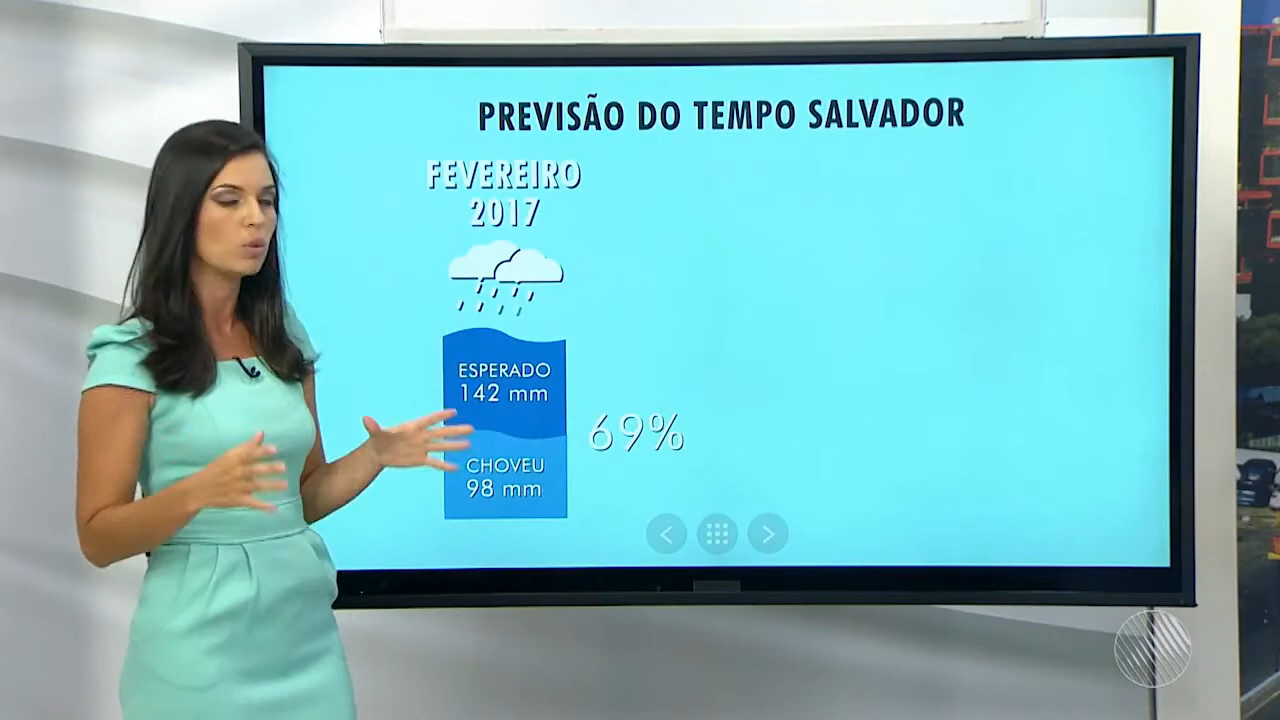 PREVISÃO DO TEMPO SALVADOR
FEVEREIRO
2017
ESPERADO
142 mm
69%
CHOVEU
98 mm